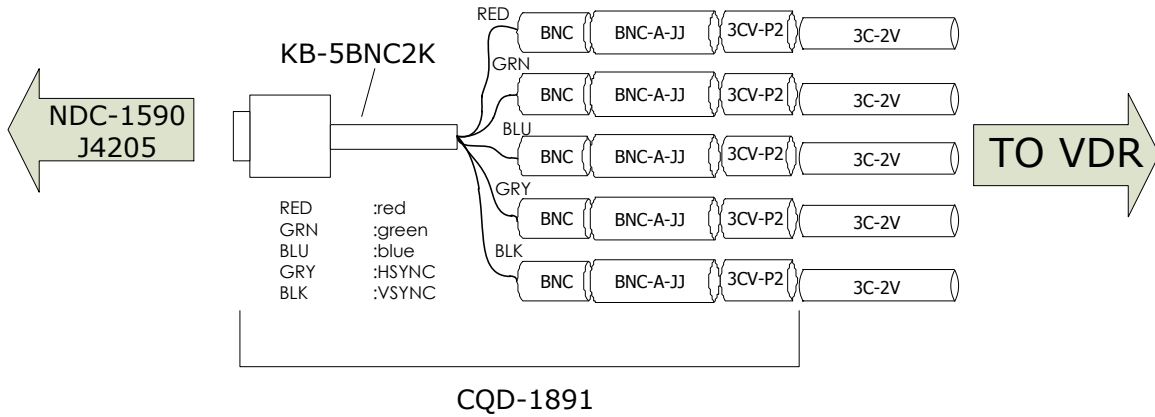 RED
BNC BNC-A-JJ 3CV-P2 3C-2V
KB-5BNC2K
GRN
BNC BNC-A-JJ 3CV-P2 3C-2V
NDC-1590
J4205
BLU
BNC BNC-A-JJ 3CV-P2 3C-2V
TO VDR
GRY
BNC BNC-A-JJ 3CV-P2 3C-2V
BLK
BNC BNC-A-JJ 3CV-P2 3C-2V
RED :red
GRN :green
BLU :blue
GRY :HSYNC
BLK :VSYNC
CQD-1891